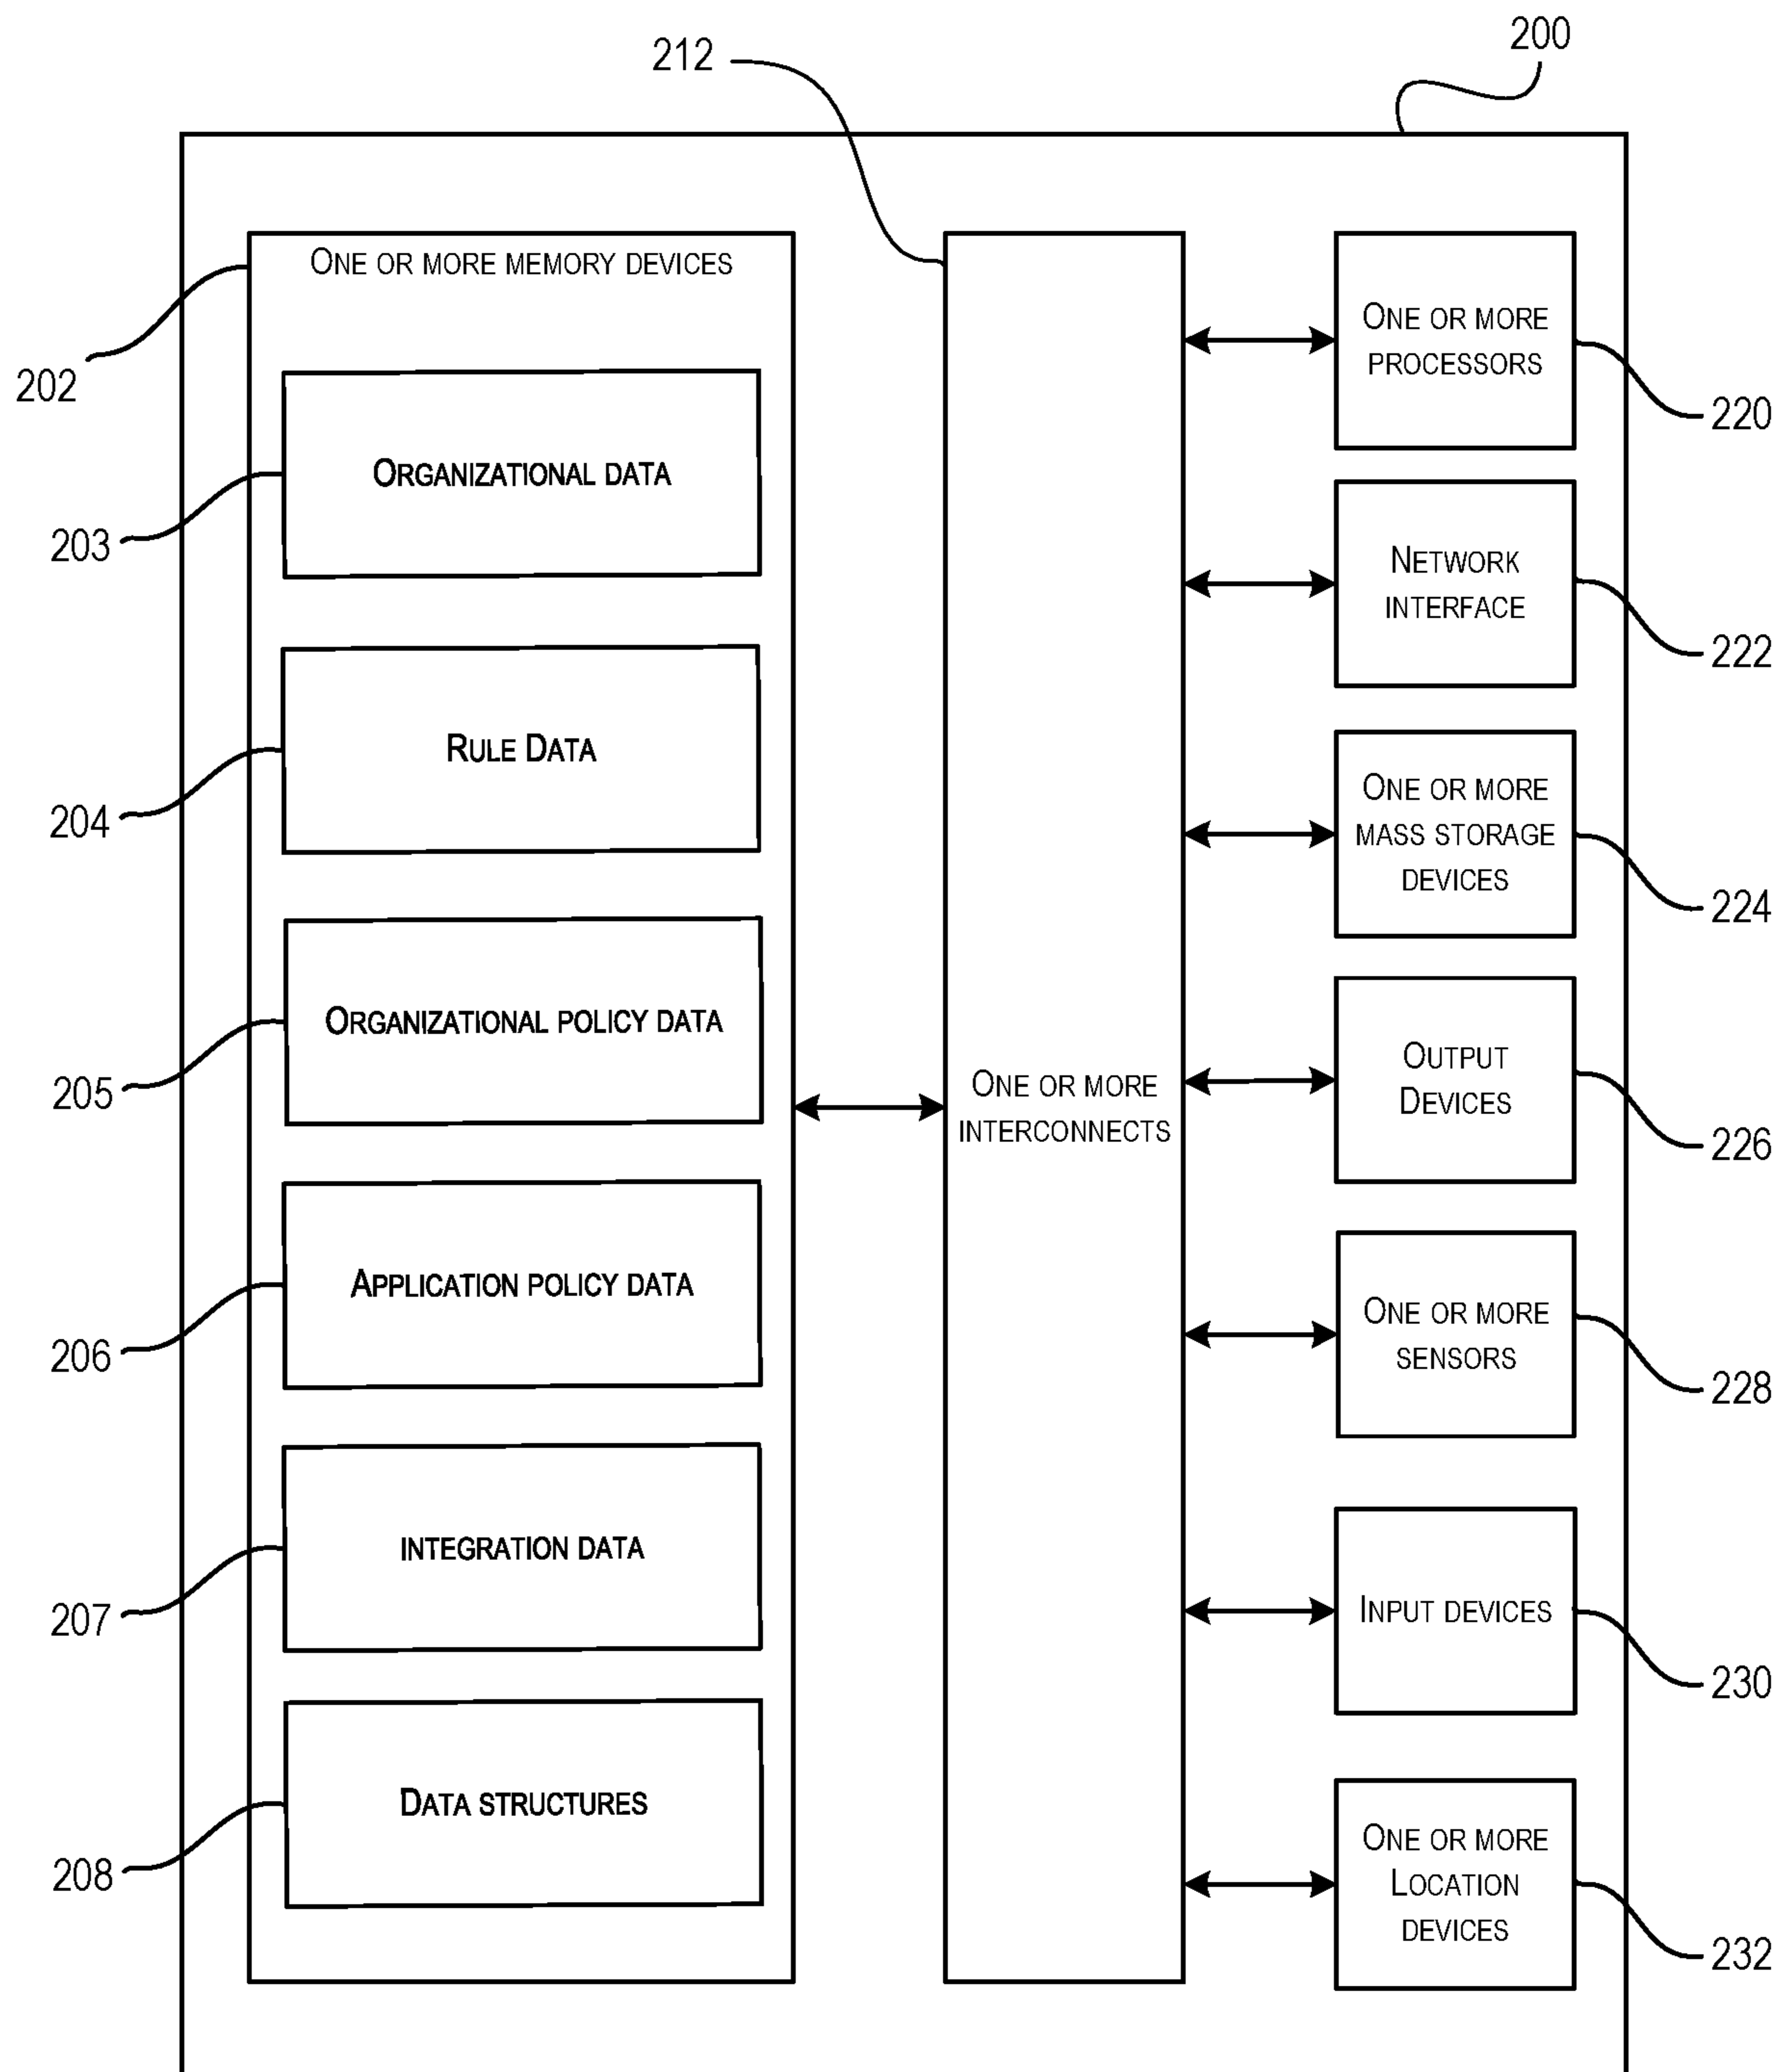 200
212
One or more memory devices
202
Organizational data
203
Rule Data
204
Organizational policy data
205
Application policy data
206
integration data
207
Data structures
208
One or more
interconnects
One or more
processors
220
Network
interface
222
One or more
mass storage
devices
224
Output
Devices
226
One or more
sensors
228
Input devices
230
One or more
Location
devices
232